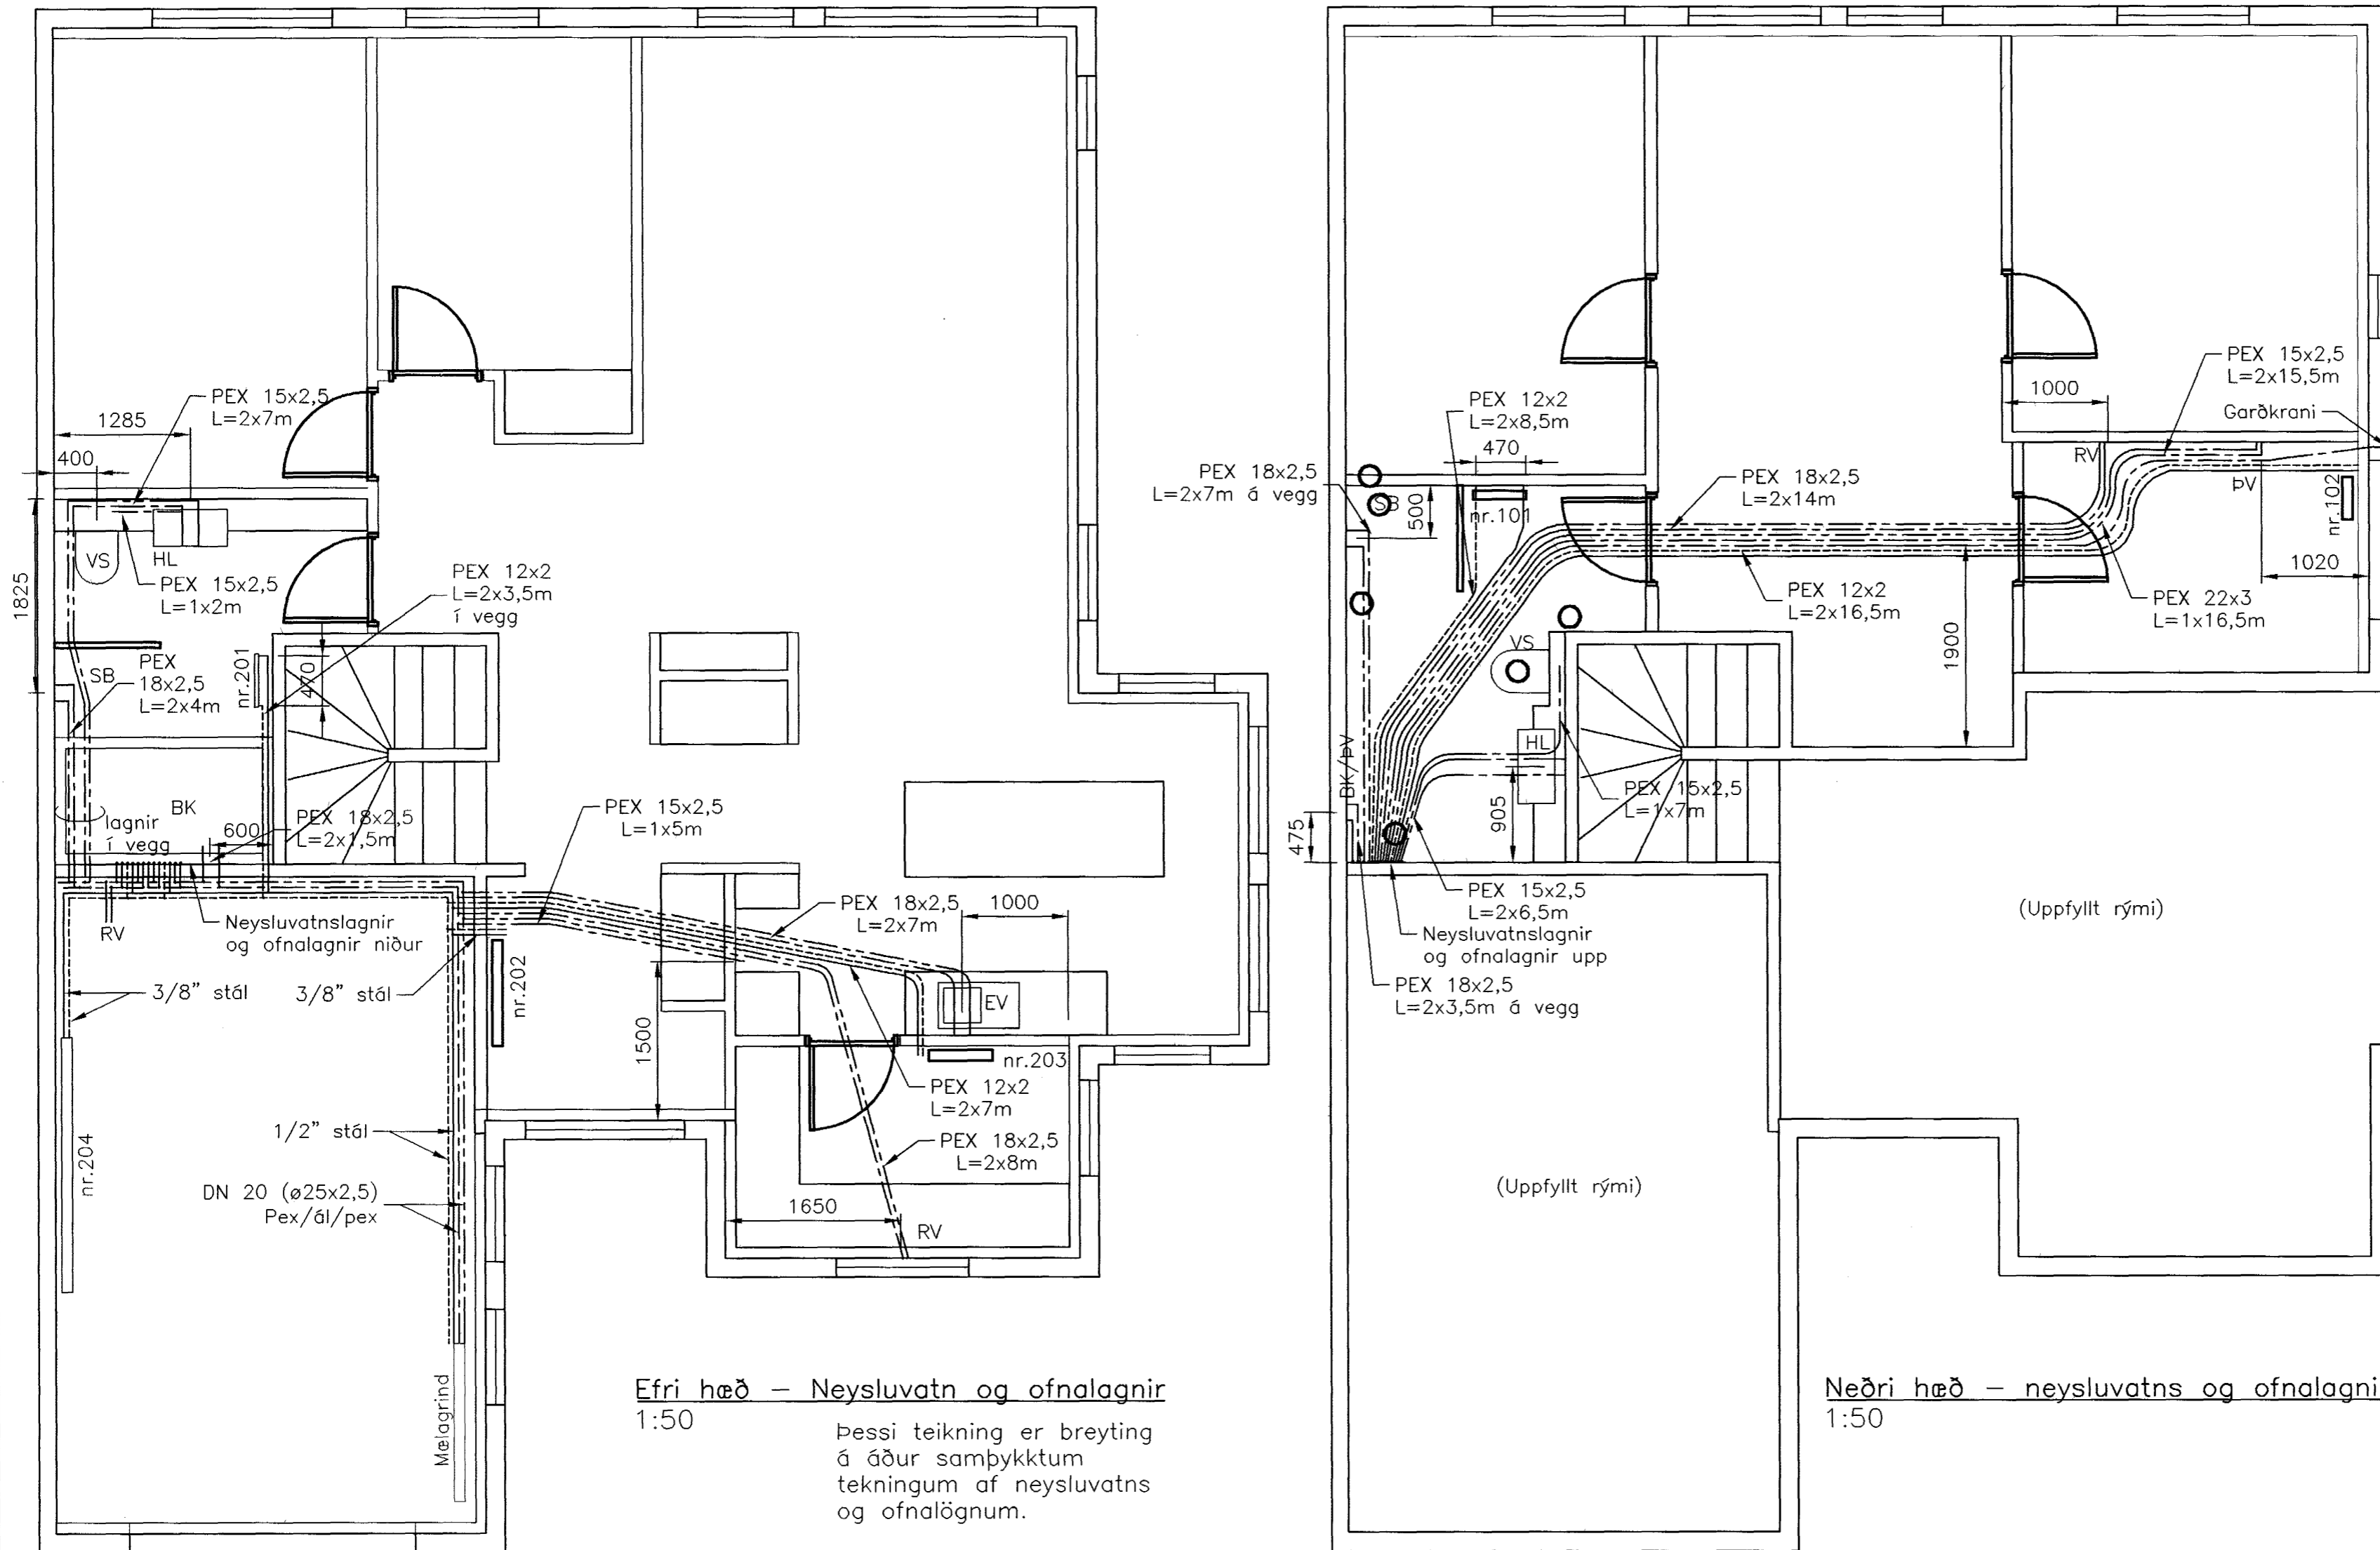 PEX 15x2,5
L=2x7m
1285
400
VS
HL
PEX 15x2,5
L=1x2m
1825
PEX 12x2
L=2x3,5m
í vegg
SB
PEX
18x2,5
L=2x4m
nr.201
470
BK
lagnir
í vegg
600
PEX 18x2,5
L=2x1,5m
RV
Neysluvatnslagnir
og ofnalagnir niður
3/8" stál
3/8" stál
nr.202
PEX 15x2,5
L=1x5m
PEX 18x2,5
L=2x7m
1000
EV
1500
nr.203
PEX 12x2
L=2x7m
PEX 18x2,5
L=2x8m
1650
RV
nr.204
1/2" stál
DN 20 (ø25x2,5)
Pex/ál/pex
Mælagrind
Efri hæð – Neysluvatn og ofnalagnir
1:50
Þessi teikning er breyting
á áður samþykktum
tekningum af neysluvatns
og ofnalögnum.
PEX 12x2
L=2x8,5m
470
PEX 18x2,5
L=2x7m á vegg
SB
500
nr.101
PEX 18x2,5
L=2x14m
PEX 15x2,5
L=2x15,5m
1000
Garðkrani
RV
ÞV
nr.102
1020
PEX 12x2
L=2x16,5m
PEX 22x3
L=1x16,5m
1900
VS
HL
BK/ÞV
475
905
PEX 15x2,5
L=1x7m
PEX 15x2,5
L=2x6,5m
Neysluvatnslagnir
og ofnalagnir upp
PEX 18x2,5
L=2x3,5m á vegg
(Uppfyllt rými)
(Uppfyllt rými)
Neðri hæð – neysluvatns og ofnalagni
1:50